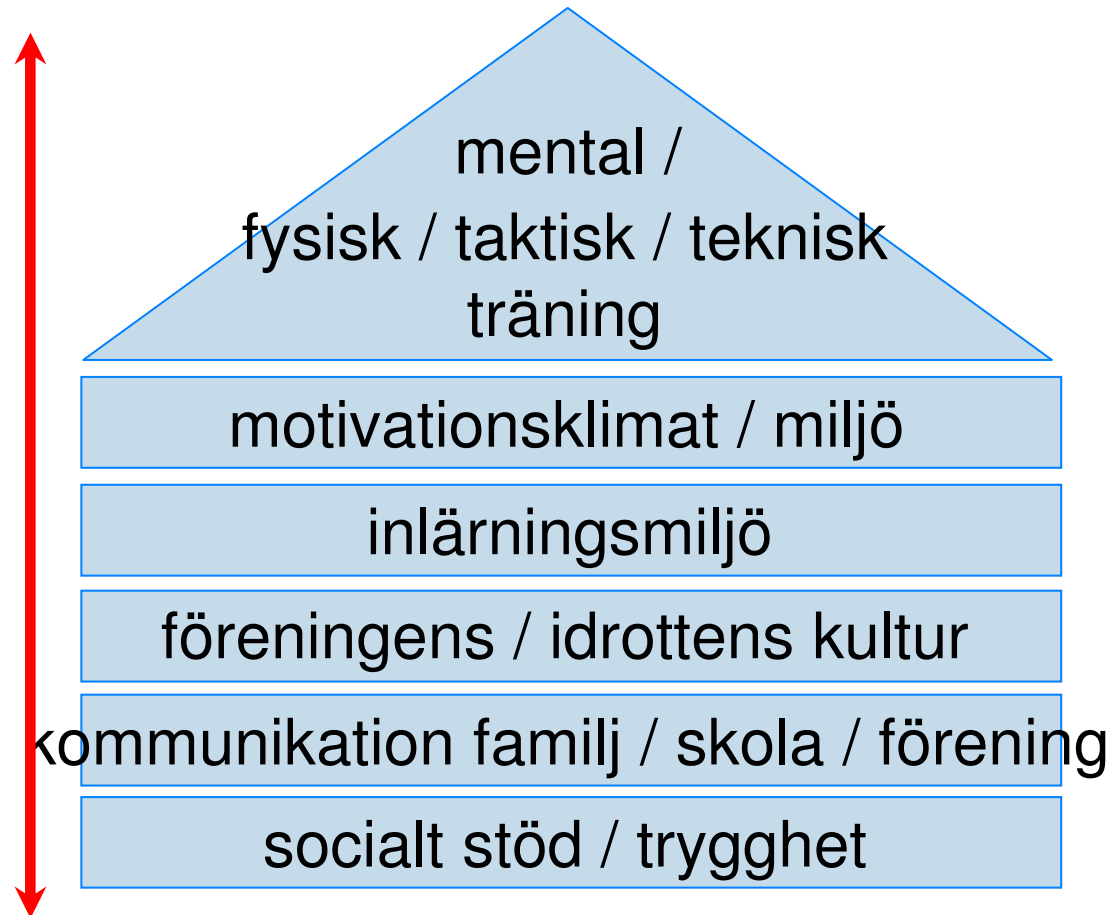 mental /
fysisk / taktisk / teknisk
träning
motivationsklimat / miljö
inlärningsmiljö
föreningens / idrottens kultur
kommunikation familj / skola / förening
socialt stöd / trygghet